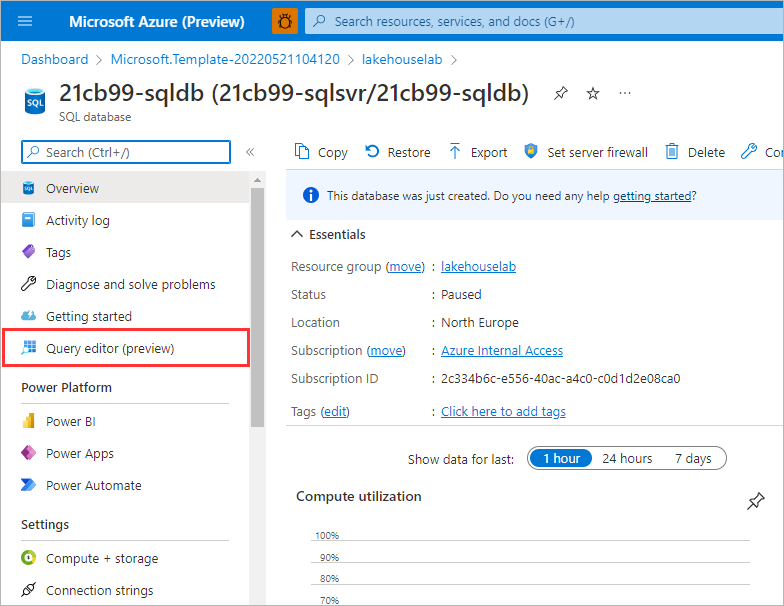 Microsoft Azure (Preview)
Search resources, services, and docs (G+/)
Dashboard > Microsoft.Template-20220521104120 > lakehouselab >
SQL
21cb99-sqldb (21cb99-sqlsvr/21cb99-sqldb)
SQL database
Search (Ctrl+/)
Copy
Restore
Export
Set server firewall
Delete
Co
Overview
Activity log
Tags
Diagnose and solve problems
Getting started
Query editor (preview)
Power Platform
Power BI
Power Apps
Power Automate
Settings
Compute + storage
Connection strings
This database was just created. Do you need any help getting started?
Essentials
Resource group (move) : lakehouselab
Status : Paused
Location : North Europe
Subscription (move) : Azure Internal Access
Subscription ID : 2c334b6c-e556-40ac-a4c0-c0d1d2e08ca0
Tags (edit) : Click here to add tags
Show data for last: 1 hour 24 hours 7 days
Compute utilization
100%
90%
80%
70%